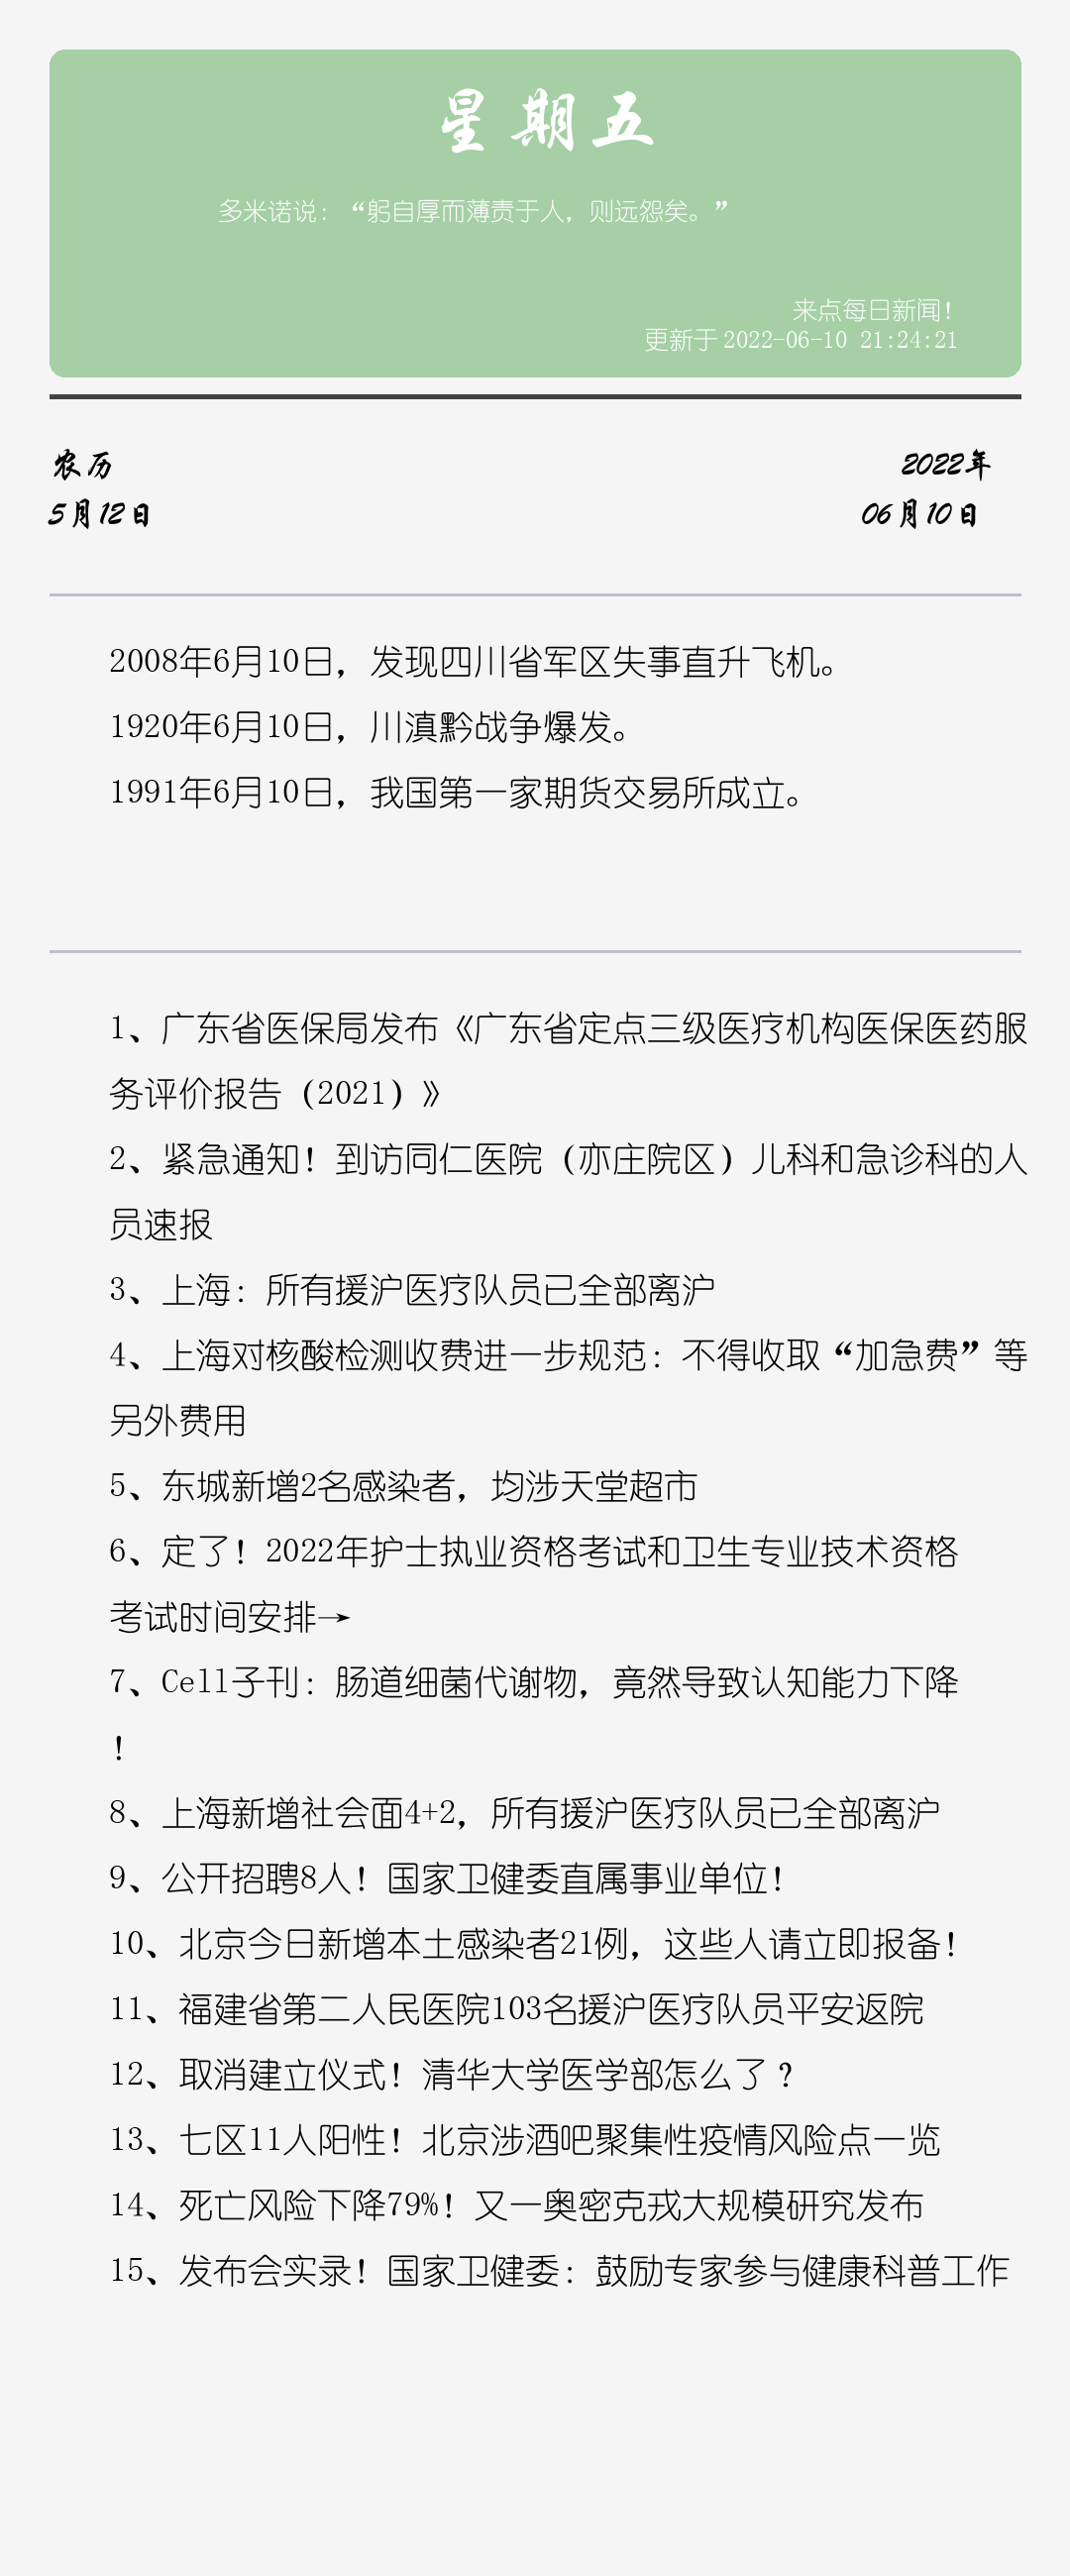 星期五
多米诺说：“躬自厚而薄责于人，则远怨矣。”
来点每日新闻！
更新于2022-06-10 21:24:21
农历
5月12日
2022年
06月10日
2008年6月10日，发现四川省军区失事直升飞机。
1920年6月10日，川滇黔战争爆发。
1991年6月10日，我国第一家期货交易所成立。
1、广东省医保局发布《广东省定点三级医疗机构医保医药服
务评价报告（2021）》
2、紧急通知！到访同仁医院（亦庄院区）儿科和急诊科的人
员速报
3、上海：所有援沪医疗队员已全部离沪
4、上海对核酸检测收费进一步规范：不得收取“加急费”等
另外费用
5、东城新增2名感染者，均涉天堂超市
6、定了！2022年护士执业资格考试和卫生专业技术资格
考试时间安排→
7、Cell子刊：肠道细菌代谢物，竟然导致认知能力下降
！
8、上海新增社会面4+2，所有援沪医疗队员已全部离沪
9、公开招聘8人！国家卫健委直属事业单位！
10、北京今日新增本土感染者21例，这些人请立即报备！
11、福建省第二人民医院103名援沪医疗队员平安返院
12、取消建立仪式！清华大学医学部怎么了？
13、七区11人阳性！北京涉酒吧聚集性疫情风险点一览
14、死亡风险下降79%！又一奥密克戎大规模研究发布
15、发布会实录！国家卫健委：鼓励专家参与健康科普工作